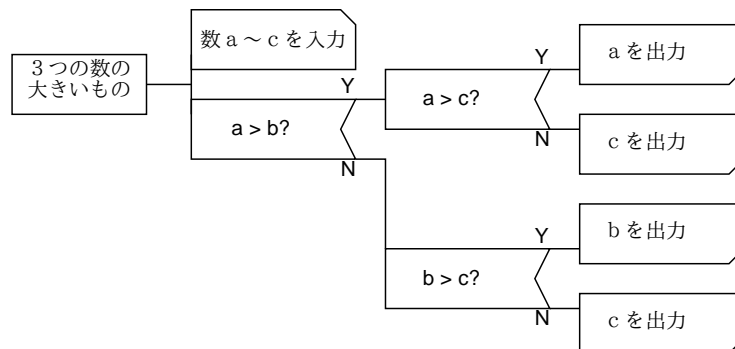 ３つの数の
大きいもの
数ａ～ｃを入力
Y
a > b?
N
Y
a > c?
N
ａを出力
ｃを出力
Y
b > c?
N
ｂを出力
ｃを出力